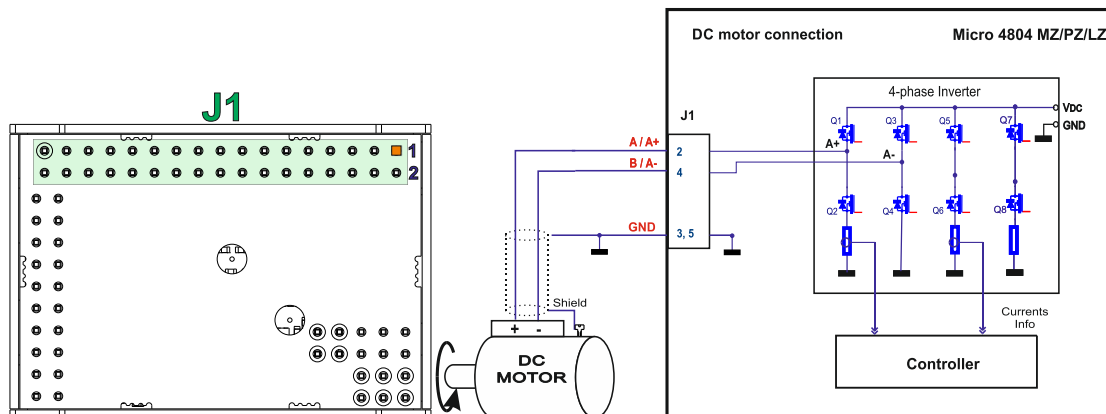 J1
1
2
DC motor connection
Micro 4804 MZ/PZ/LZ
4-phase Inverter
VDC
GND
Q1
Q3
Q5
Q7
J1
A / A+
2
A+
B / A-
4
A-
Q2
Q4
Q6
Q8
GND
3, 5
Shield
+ -
DC
MOTOR
Currents
Info
Controller